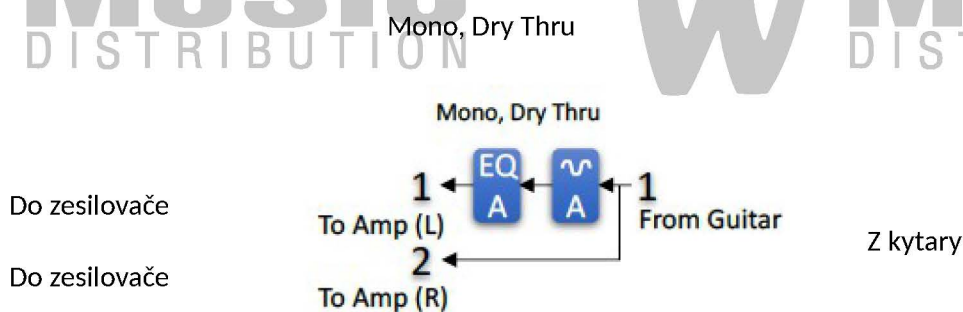 Mono, Dry Thru
DISTRIBUTION
Mono, Dry Thru
EQ
A
A
1
1
To Amp (L)
From Guitar
2
To Amp (R)
Do zesilovače
Do zesilovače
Z kytary